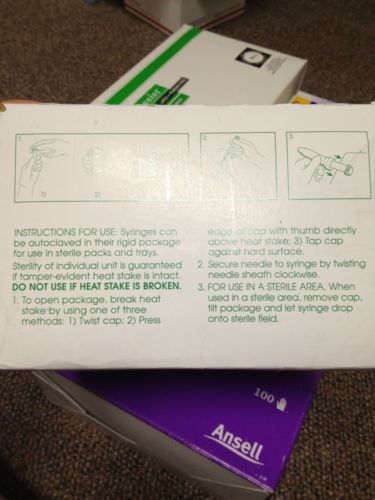 1.
1)
2)
2.
3.
INSTRUCTIONS FOR USE: Syringes can
be autoclaved in their rigid package
for use in sterile packs and trays.
Sterility of individual unit is guaranteed
if tamper-evident heat stake is intact.
DO NOT USE IF HEAT STAKE IS BROKEN.
1. To open package, break heat
stake by using one of three
methods: 1) Twist cap; 2) Press
edge of cap with thumb directly
above heat stake; 3) Tap cap
against hard surface.
2. Secure needle to syringe by twisting
needle sheath clockwise.
3. FOR USE IN A STERILE AREA. When
used in a sterile area, remove cap,
tilt package and let syringe drop
onto sterile field.
100
Ansell